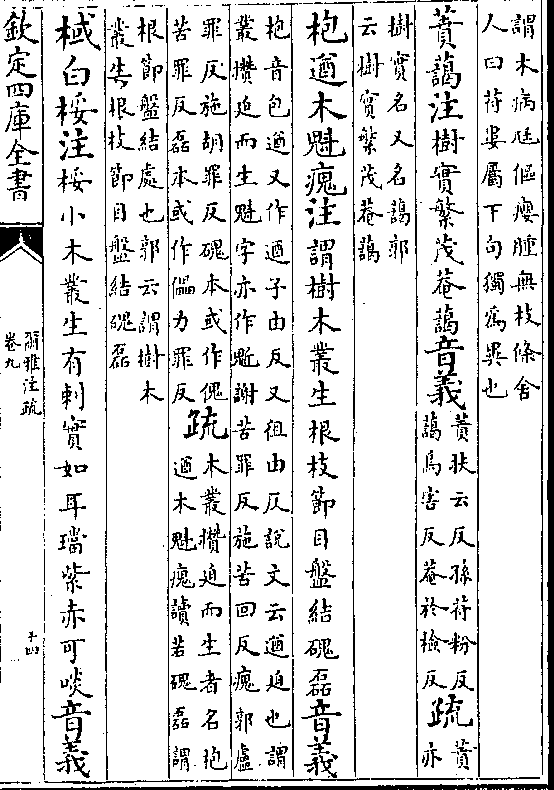 謂木病尫傴癭腫無枝條舍
人曰苻婁屬下句獨為異也
蕡藹注樹實繁茂菴藹音義
蕡扶云反孫苻粉反
藹烏害反菴於檢反
疏
蕡
亦
樹實名又名藹郭
云樹實繁茂菴藹
枹遒木魁瘣注謂樹木叢生根枝節目盤結磈磊音義
枹音包遒又作逎子由反又徂由反說文云遒迫也謂
叢攢迫而生魁字亦作魁謝苦罪反施苦回反瘣郭盧
罪反施胡罪反磈本或作傀
苦罪反磊本或作儡力罪反
疏
木叢攢迫而生者名枹
遒木魁瘣讀若磈磊謂
根節盤結處也郭云謂樹木
叢生根枝節目盤結磈磊
棫白桵注桵小木叢生有刺實如耳璫紫赤可啖音義
欽定四庫全書
爾雅注疏
卷九
十四